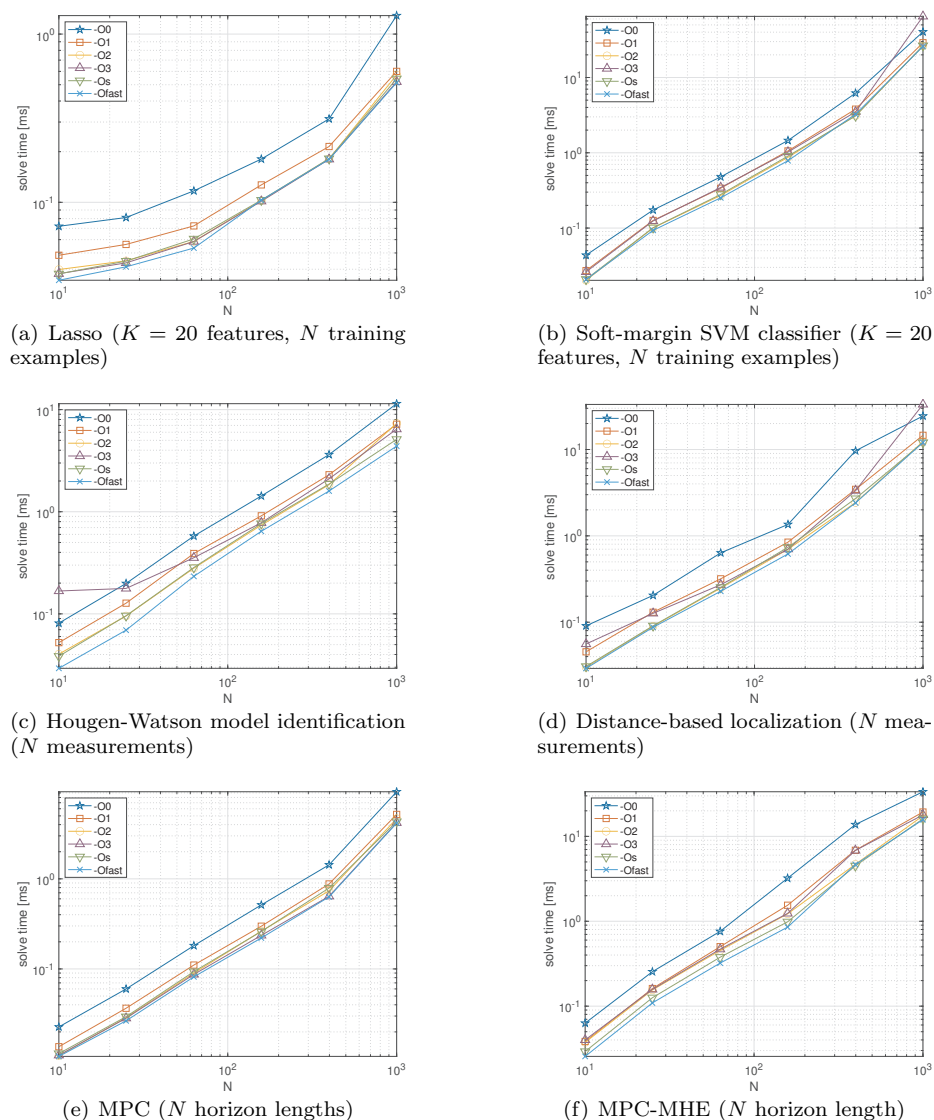 10^0
10^-1
solve time [ms]
-O0
-O1
-O2
-O3
-Os
-Ofast
10^1
10^2
10^3
N
(a) Lasso (K = 20 features, N training
examples)
10^1
10^0
10^-1
solve time [ms]
-O0
-O1
-O2
-O3
-Os
-Ofast
10^1
10^2
10^3
N
(b) Soft-margin SVM classifier (K = 20
features, N training examples)
10^1
10^0
10^-1
solve time [ms]
-O0
-O1
-O2
-O3
-Os
-Ofast
10^1
10^2
10^3
N
(c) Hougen-Watson model identification
(N measurements)
10^1
10^0
10^-1
solve time [ms]
-O0
-O1
-O2
-O3
-Os
-Ofast
10^1
10^2
10^3
N
(d) Distance-based localization (N mea-
surements)
10^0
10^-1
solve time [ms]
-O0
-O1
-O2
-O3
-Os
-Ofast
10^1
10^2
10^3
N
(e) MPC (N horizon lengths)
10^1
10^0
10^-1
solve time [ms]
-O0
-O1
-O2
-O3
-Os
-Ofast
10^1
10^2
10^3
N
(f) MPC-MHE (N horizon length)